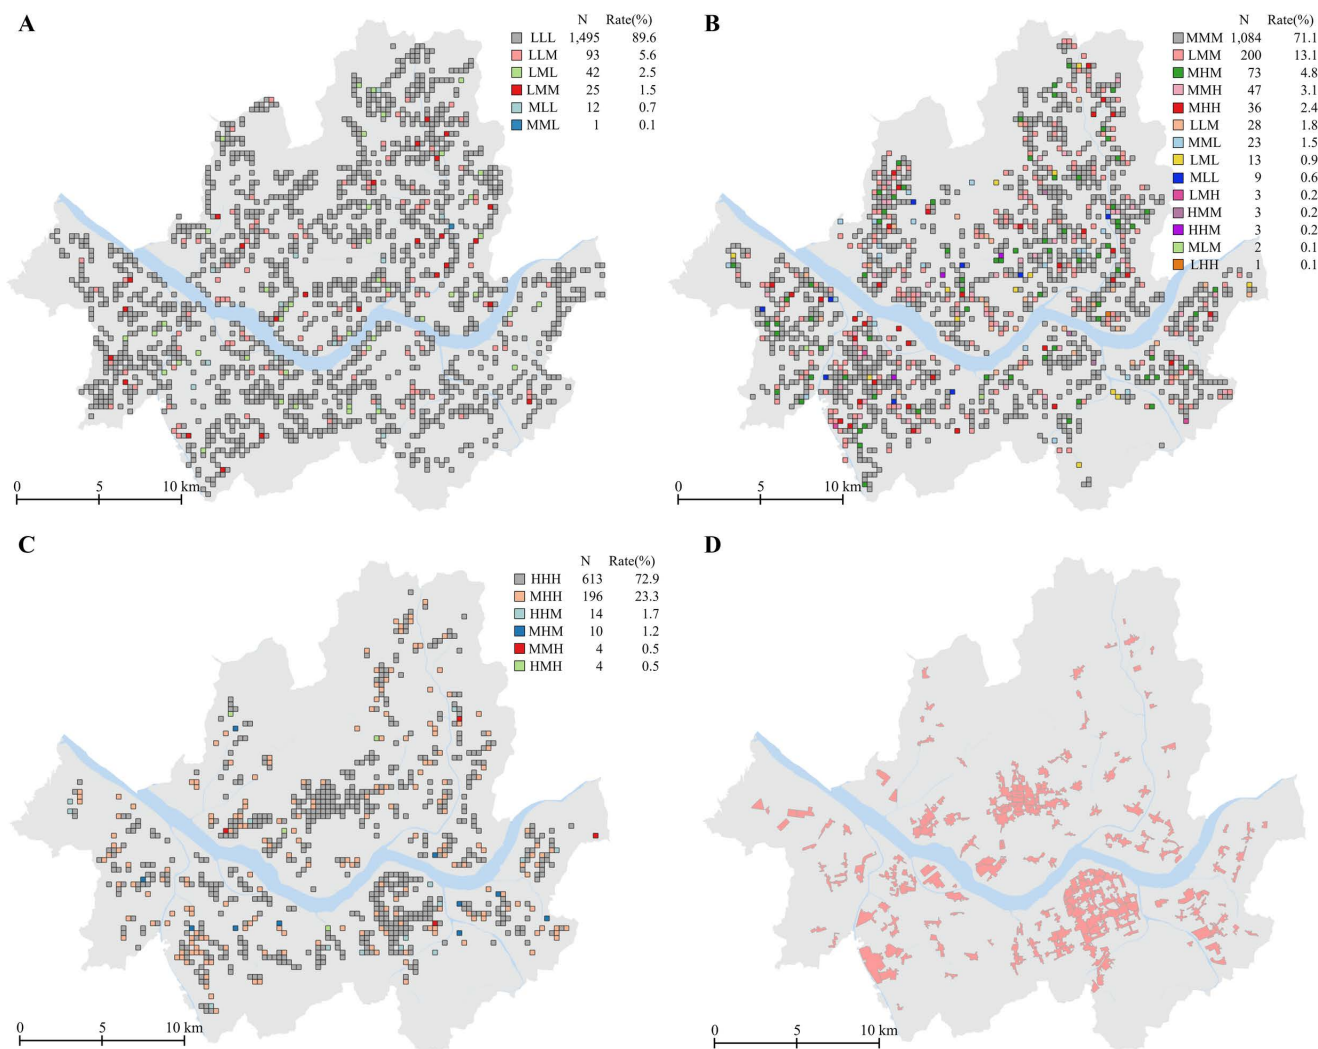 A
N Rate(%)
LLL 1,495 89.6
LLM 93 5.6
LML 42 2.5
LMM 25 1.5
MLL 12 0.7
MML 1 0.1
0 5 10 km
B
N Rate(%)
MMM 1,084 71.1
LMM 200 13.1
MHM 73 4.8
MMH 47 3.1
MHH 36 2.4
LLM 28 1.8
MML 23 1.5
LML 13 0.9
MLL 9 0.6
LMH 3 0.2
HMM 3 0.2
HHM 3 0.2
MLM 2 0.1
LHH 1 0.1
0 5 10 km
C
N Rate(%)
HHH 613 72.9
MHH 196 23.3
HHM 14 1.7
MHM 10 1.2
MMH 4 0.5
HMH 4 0.5
0 5 10 km
D
0 5 10 km